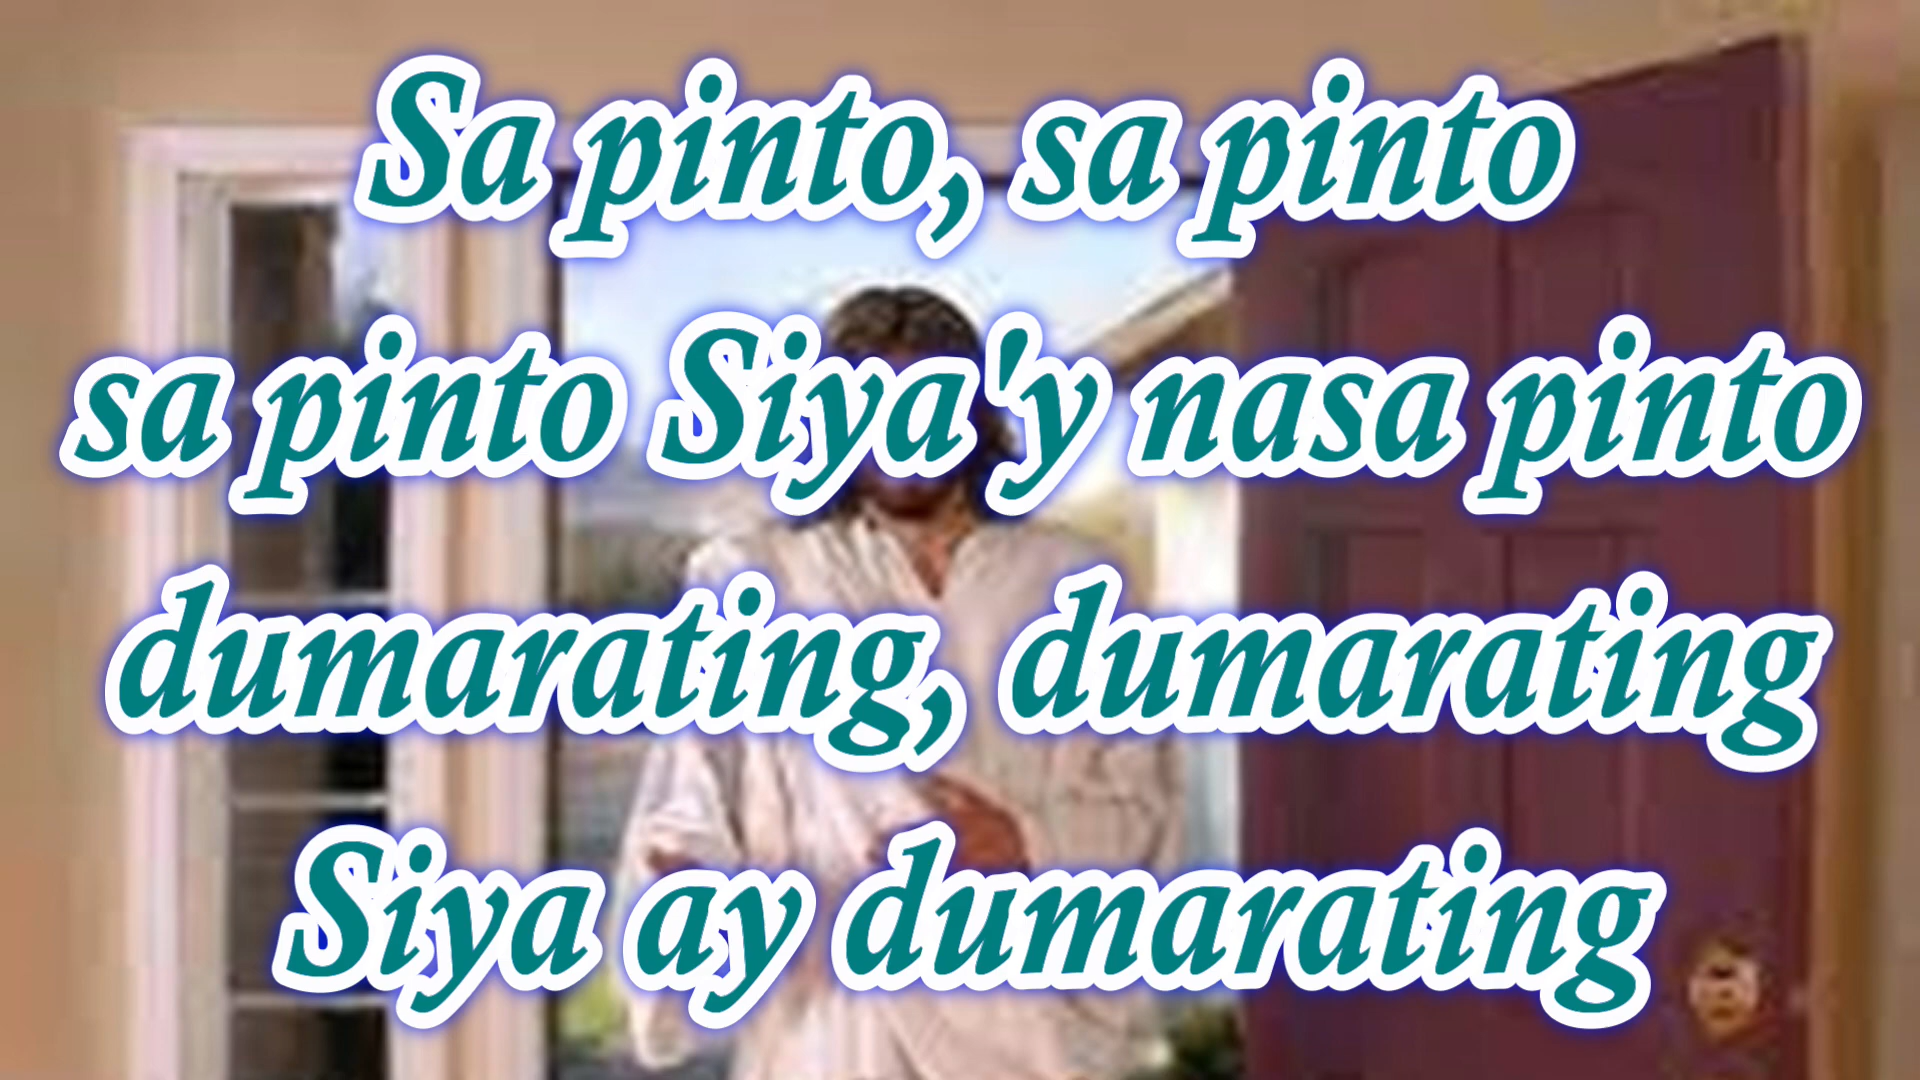 Sa pinto, sa pinto
sa pinto Siya'y nasa pinto
dumarating, dumarating
Siya ay dumarating